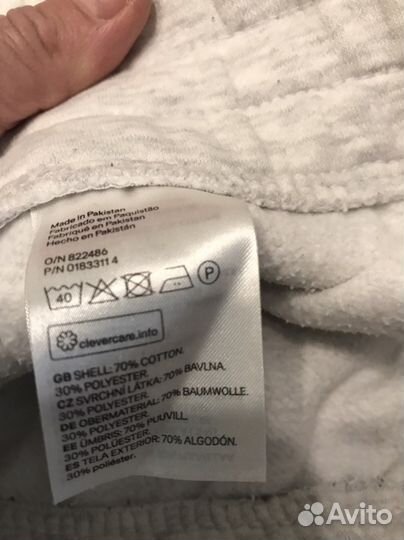 Made in Pakistan
Fabricado em Paquistão
Fabriqué en Pakistan
Hecho en Pakistán
O/N 822486
P/N 0183311 4
40
P
clevercare.info
GB SHELL: 70% COTTON.
30% POLYESTER.
CZ SVRCHNÍ LÁTKA: 70% BAVLNA.
30% POLYESTER.
DE OBERMATERIAL: 70% BAUMWOLLE.
30% POLYESTER.
EE ÜMBRIS: 70% PUUVILL.
30% POLÜESTER.
ES TELA EXTERIOR: 70% ALGODÓN.
30% poliéster.
Avito